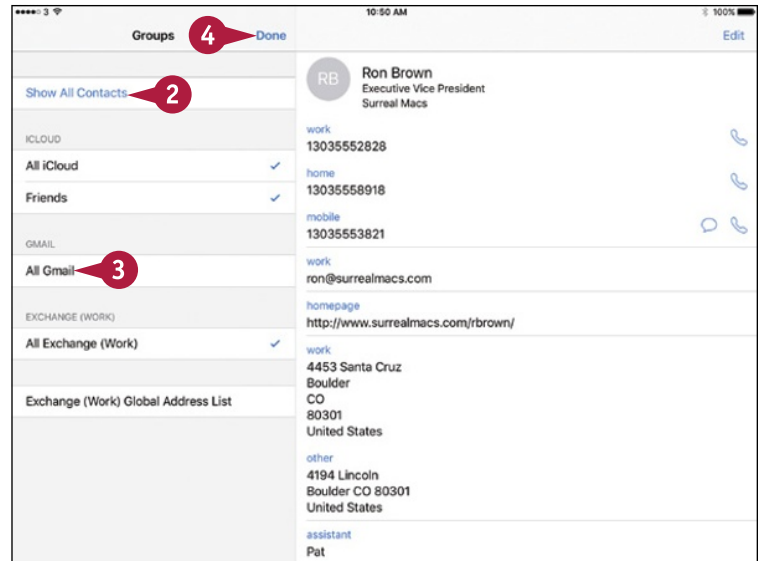 3
10:50 AM
100%
Groups
4
Done
Edit
Show All Contacts
2
ICLOUD
All iCloud
Friends
GMAIL
All Gmail
3
EXCHANGE (WORK)
All Exchange (Work)
Exchange (Work) Global Address List
RB
Ron Brown
Executive Vice President
Surreal Macs
work
13035552828
home
13035558918
mobile
13035553821
work
ron@surrealmacs.com
homepage
http://www.surrealmacs.com/rbrown/
work
4453 Santa Cruz
Boulder
CO
80301
United States
other
4194 Lincoln
Boulder CO 80301
United States
assistant
Pat